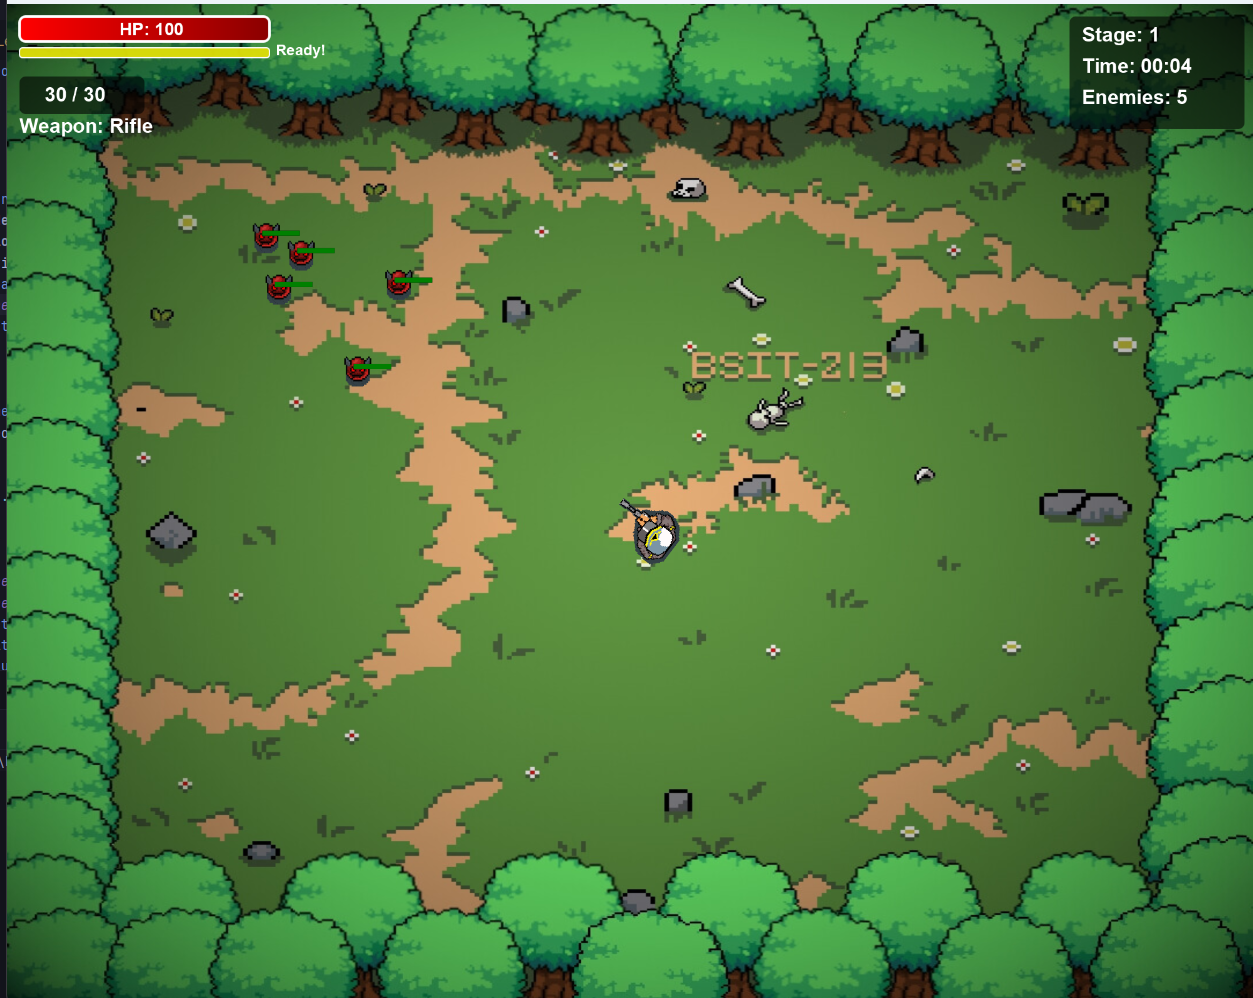 HP: 100
Ready!
30 / 30
Weapon: Rifle
Stage: 1
Time: 00:04
Enemies: 5
BSIT-213